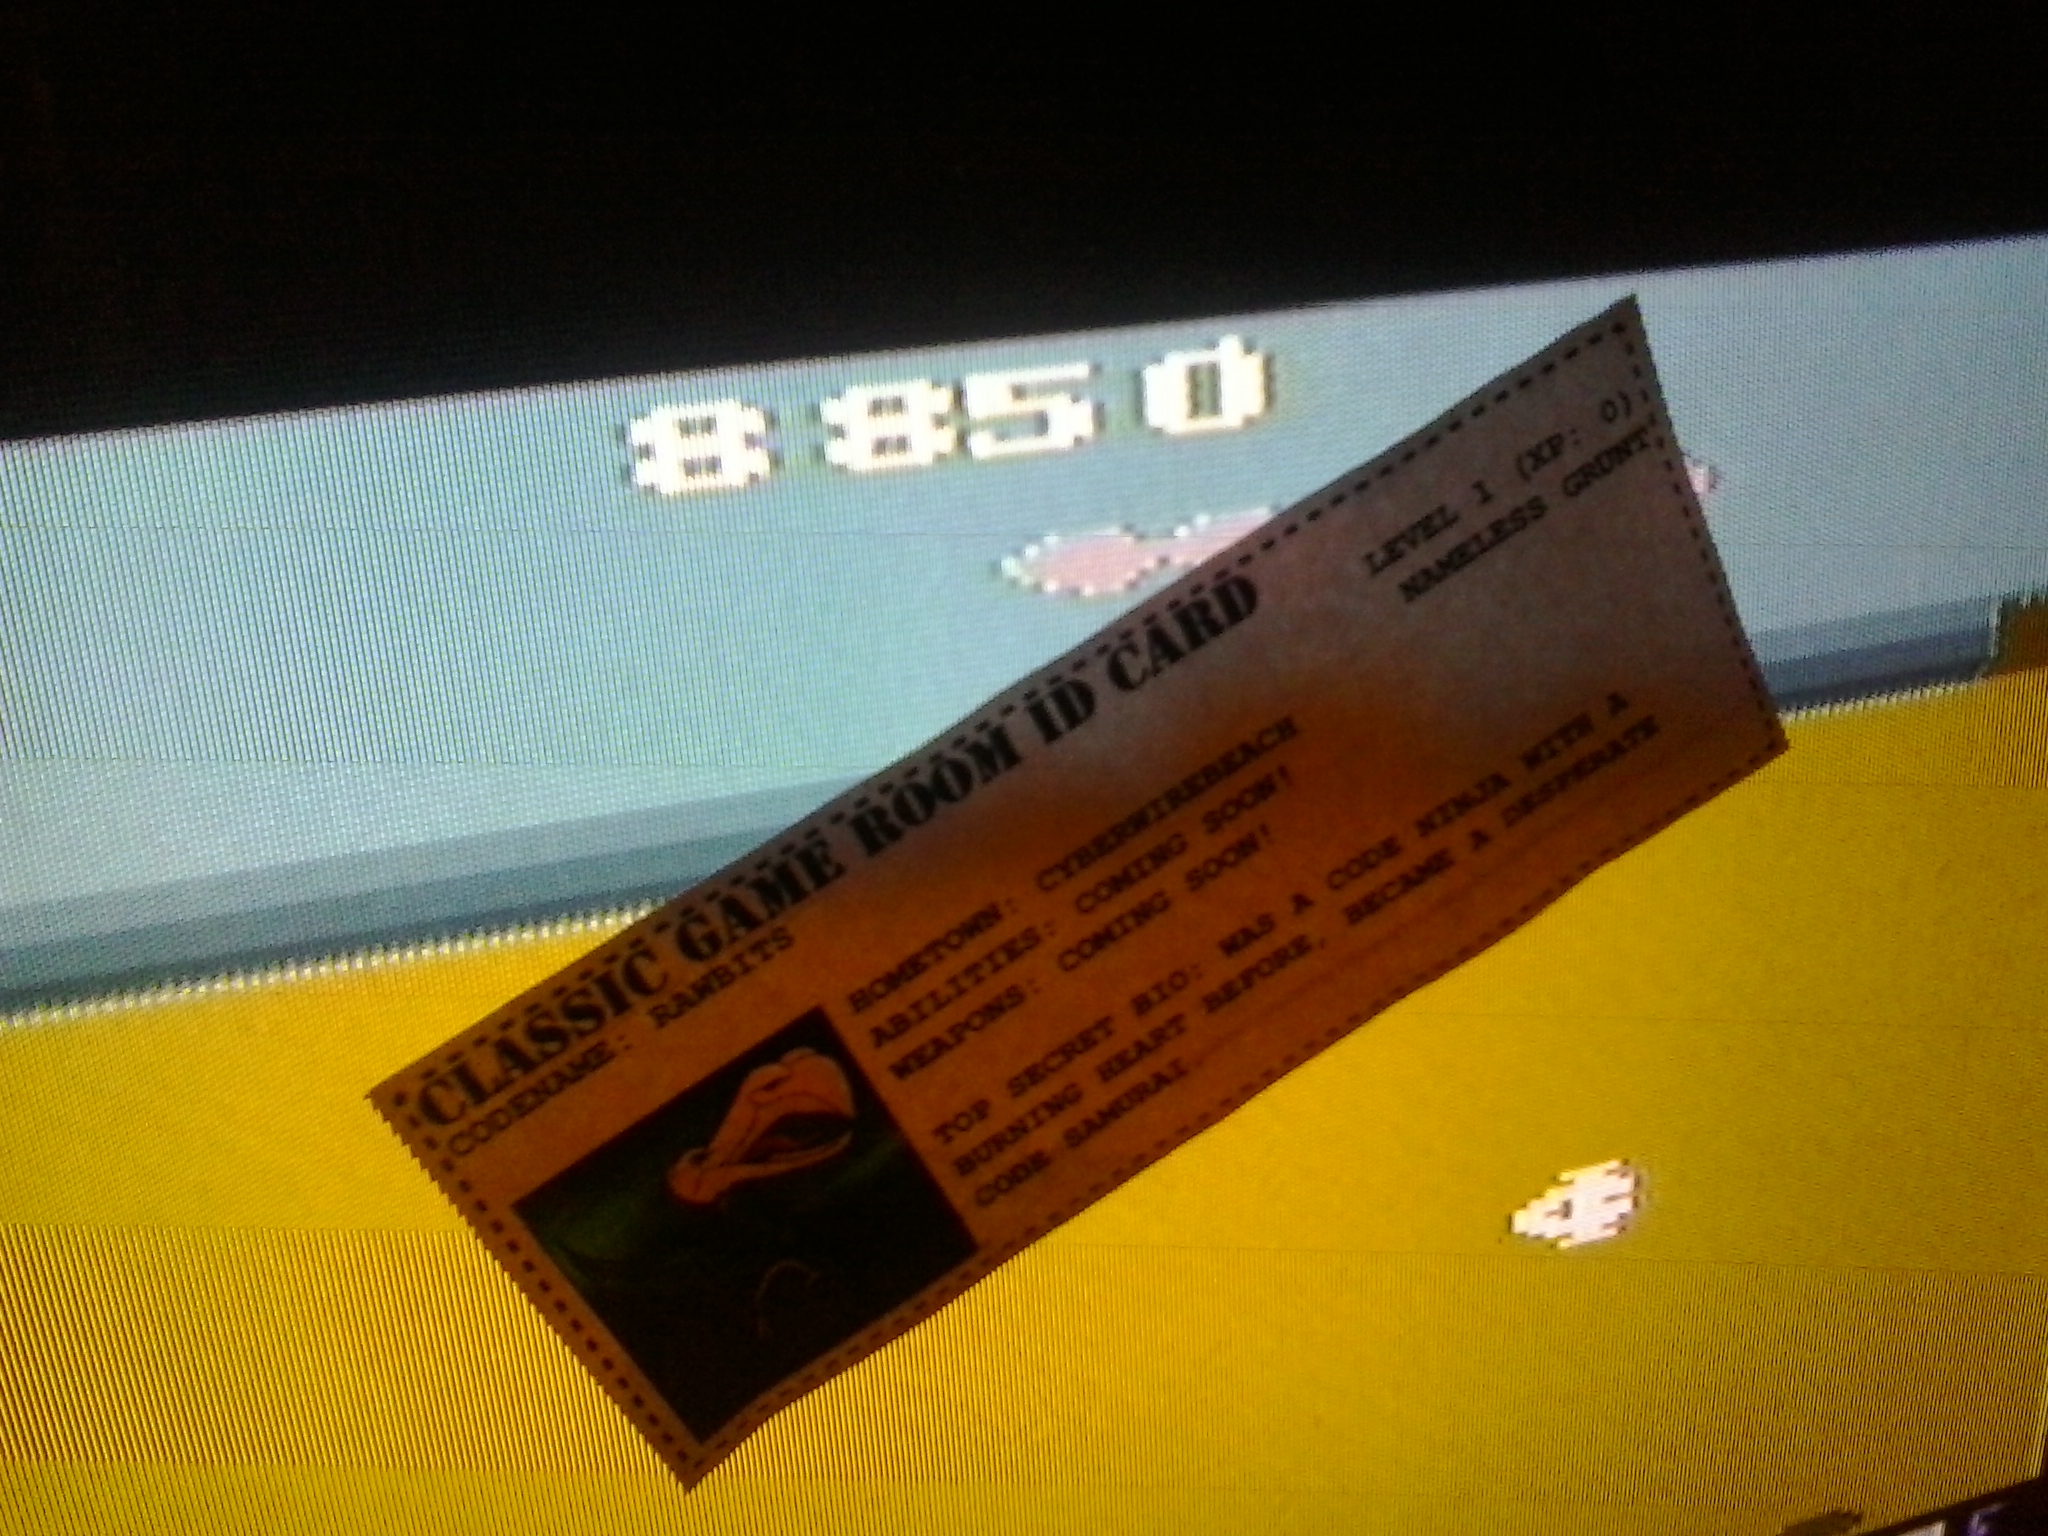 8850
CLASSIC GAME ROOM ID CARD
CODENAME: RAWBITS
LEVEL 1 (XP: 0)
NAMELESS GRUNT
HOMETOWN: CYBERWIREBEACH
ABILITIES: COMING SOON!
WEAPONS: COMING SOON!
TOP SECRET BIO: WAS A CODE NINJA WITH A
BURNING HEART BEFORE, BECAME A DESPERATE
CODE SAMURAI.